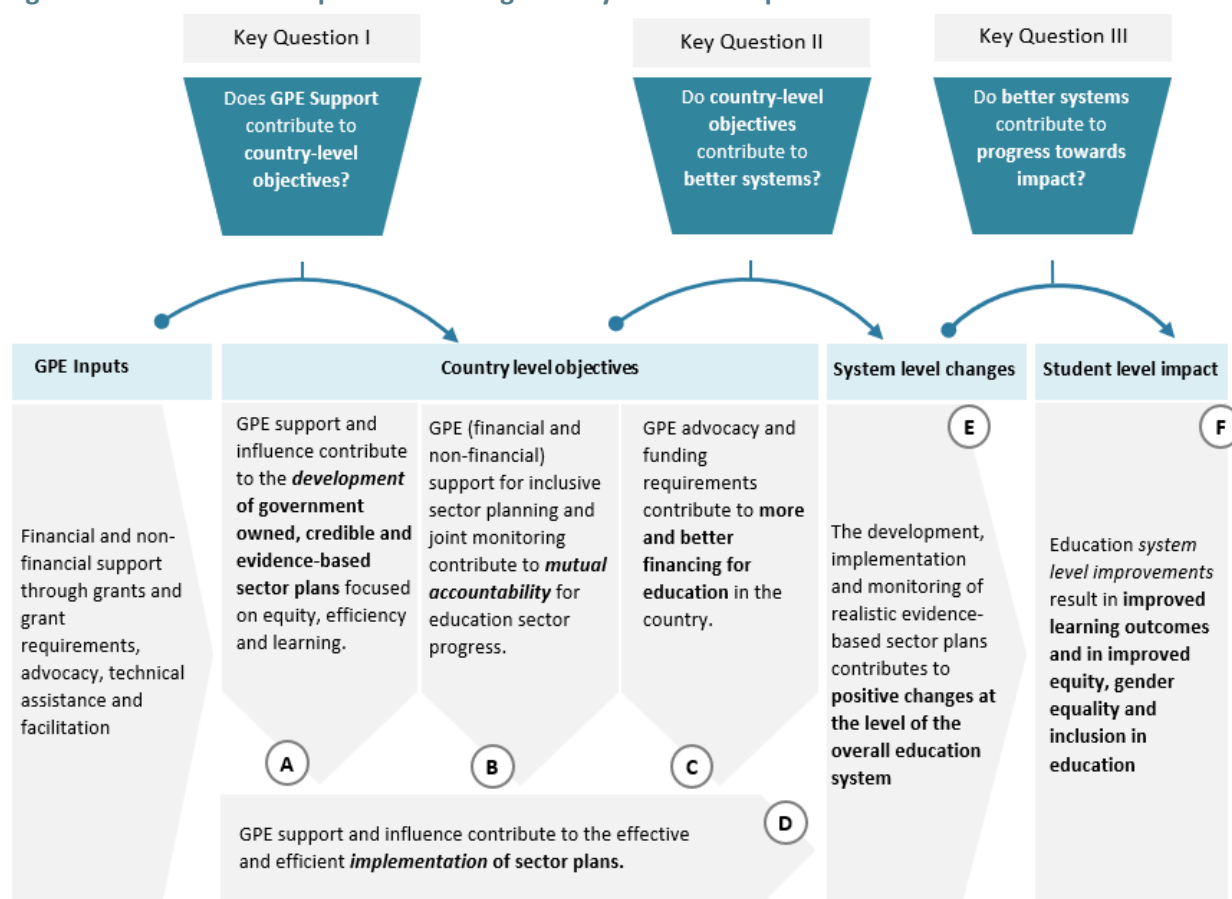 Key Question I
Does GPE Support
contribute to
country-level
objectives?
Key Question II
Do country-level
objectives
contribute to
better systems?
Key Question III
Do better systems
contribute to
progress towards
impact?
GPE Inputs
Country level objectives
System level changes
Student level impact
Financial and non-
financial support
through grants and
grant
requirements,
advocacy, technical
assistance and
facilitation
GPE support and
influence contribute
to the development
of government
owned, credible and
evidence-based
sector plans focused
on equity, efficiency
and learning.
A
GPE (financial and
non-financial)
support for inclusive
sector planning and
joint monitoring
contribute to mutual
accountability for
education sector
progress.
B
GPE advocacy and
funding
requirements
contribute to more
and better
financing for
education in the
country.
C
GPE support and influence contribute to the effective
and efficient implementation of sector plans.
D
E
The development,
implementation
and monitoring of
realistic evidence-
based sector plans
contributes to
positive changes at
the level of the
overall education
system
F
Education system
level improvements
result in improved
learning outcomes
and in improved
equity, gender
equality and
inclusion in
education